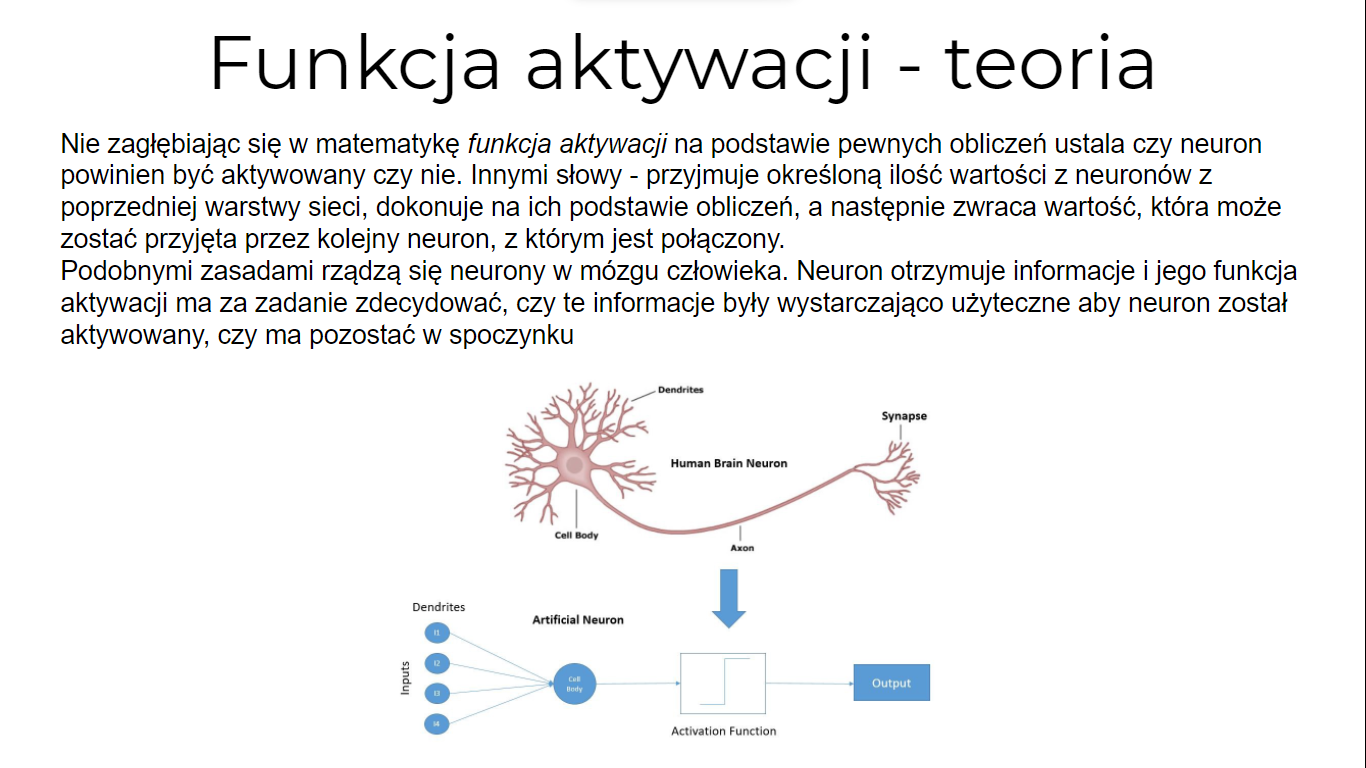 Funkcja aktywacji - teoria
Nie zagłębiając się w matematykę funkcja aktywacji na podstawie pewnych obliczeń ustala czy neuron
powinien być aktywowany czy nie. Innymi słowy - przyjmuje określoną ilość wartości z neuronów z
poprzedniej warstwy sieci, dokonuje na ich podstawie obliczeń, a następnie zwraca wartość, która może
zostać przyjęta przez kolejny neuron, z którym jest połączony.
Podobnymi zasadami rządzą się neurony w mózgu człowieka. Neuron otrzymuje informacje i jego funkcja
aktywacji ma za zadanie zdecydować, czy te informacje były wystarczająco użyteczne aby neuron został
aktywowany, czy ma pozostać w spoczynku
Dendrites
Synapse
Human Brain Neuron
Cell Body
Axon
Dendrites
Artificial Neuron
Inputs
I1
I2
I3
I4
Cell
Body
Activation Function
Output